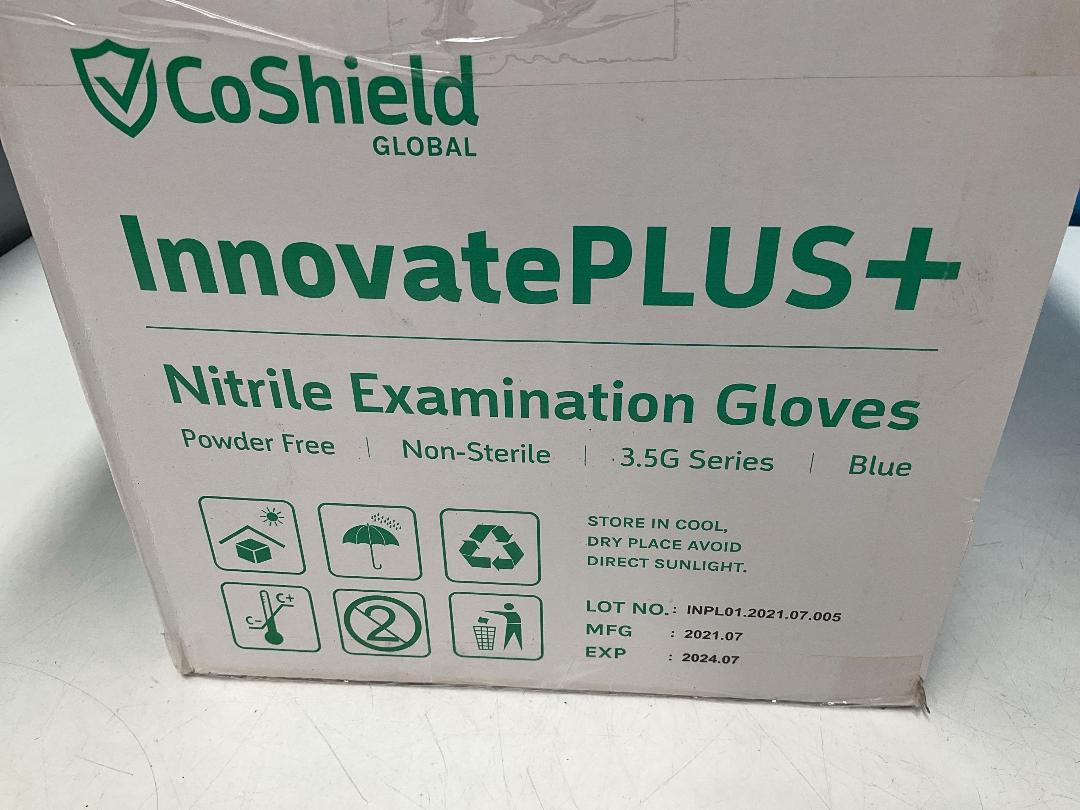 CoShield
GLOBAL
InnovatePLUS+
Nitrile Examination Gloves
Powder Free | Non-Sterile | 3.5G Series | Blue
STORE IN COOL,
DRY PLACE AVOID
DIRECT SUNLIGHT.
C+
C-
2
LOT NO. : INPL01.2021.07.005
MFG : 2021.07
EXP : 2024.07